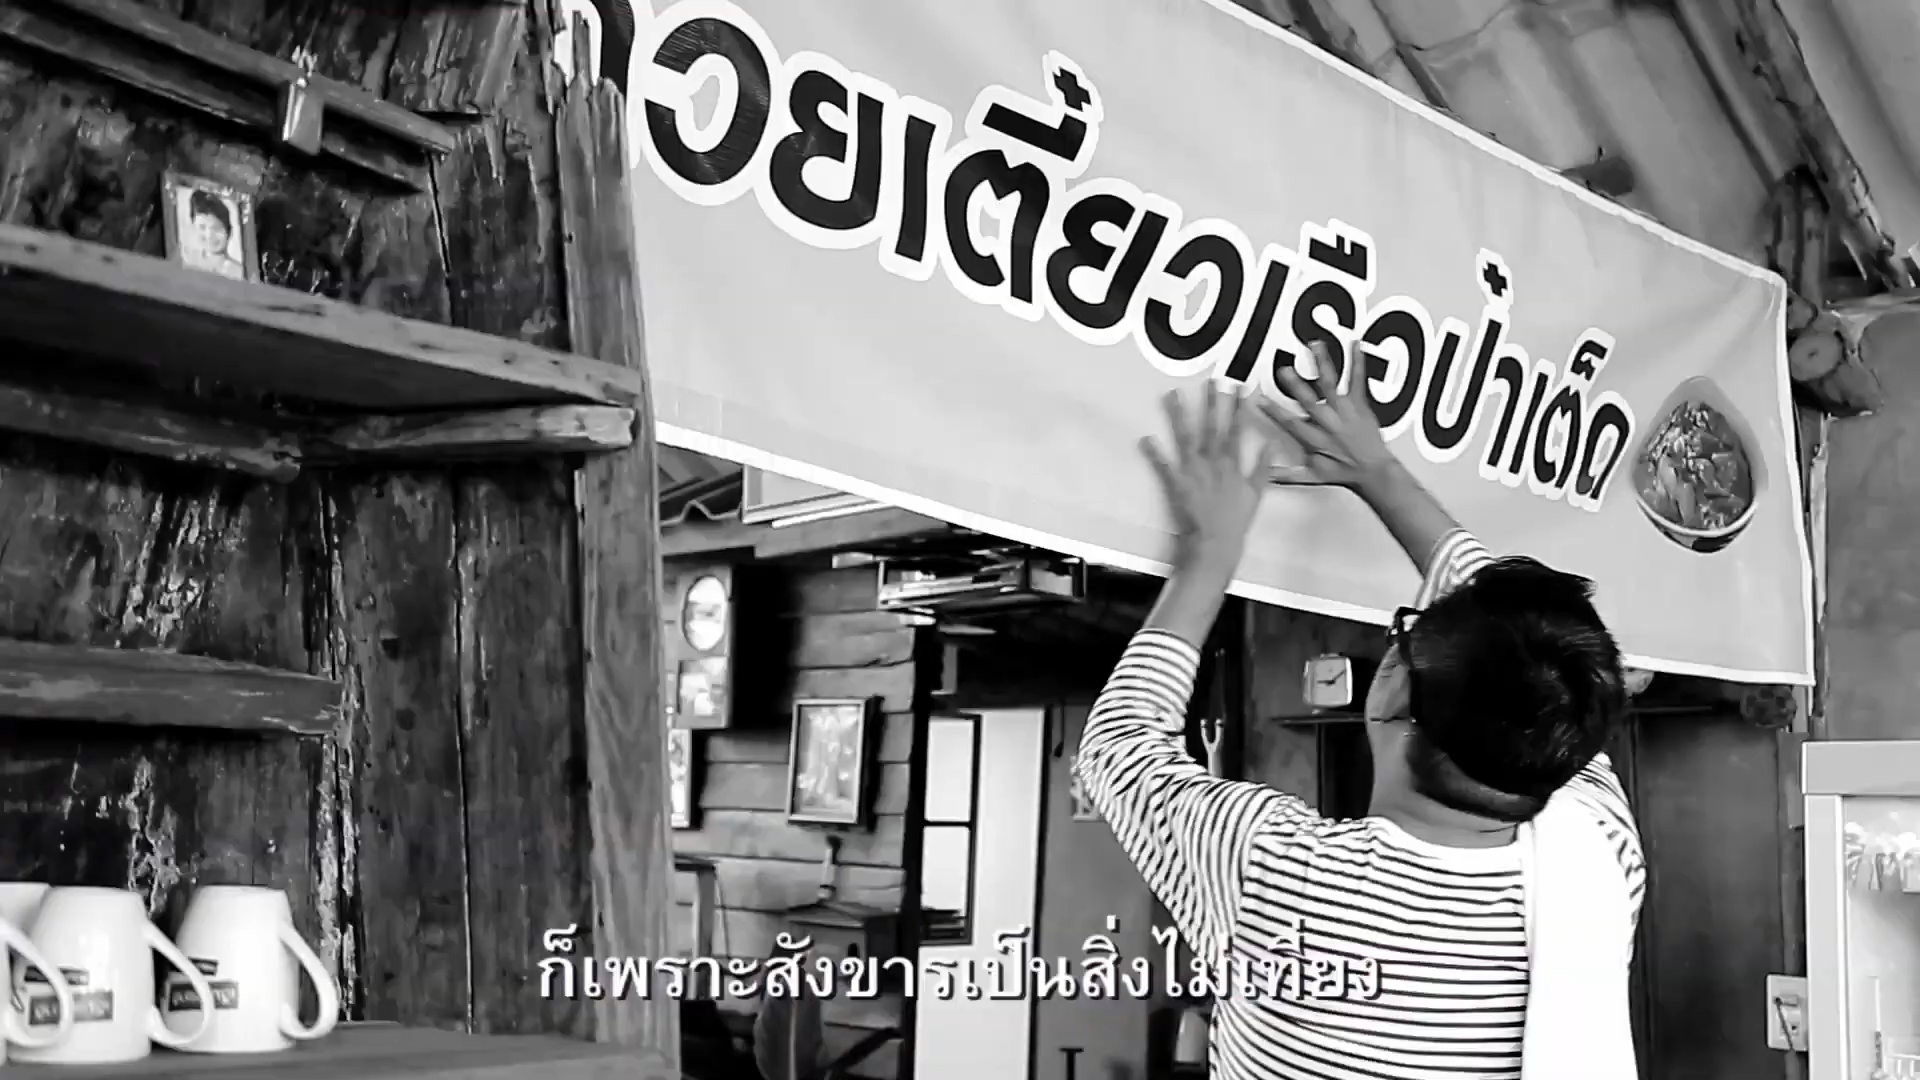 วยเตี๋ยวเรือป๋าเต็ด
ก็เพราะสังขารเป็นสิ่งไม่เที่ยง